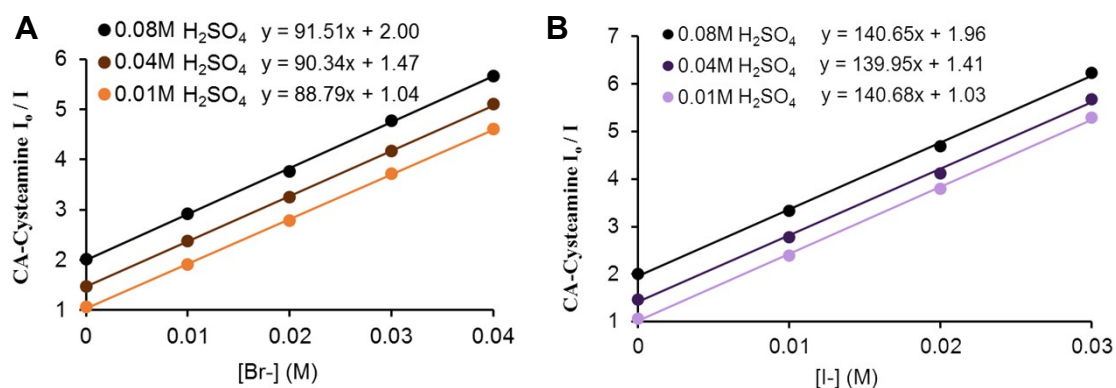 A
0.08M H₂SO₄ y = 91.51x + 2.00
0.04M H₂SO₄ y = 90.34x + 1.47
0.01M H₂SO₄ y = 88.79x + 1.04
CA-Cysteamine Iₒ / I
6
5
4
3
2
1
0 0.01 0.02 0.03 0.04
[Br-] (M)
B
0.08M H₂SO₄ y = 140.65x + 1.96
0.04M H₂SO₄ y = 139.95x + 1.41
0.01M H₂SO₄ y = 140.68x + 1.03
CA-Cysteamine Iₒ / I
7
6
5
4
3
2
1
0 0.01 0.02 0.03
[I-] (M)